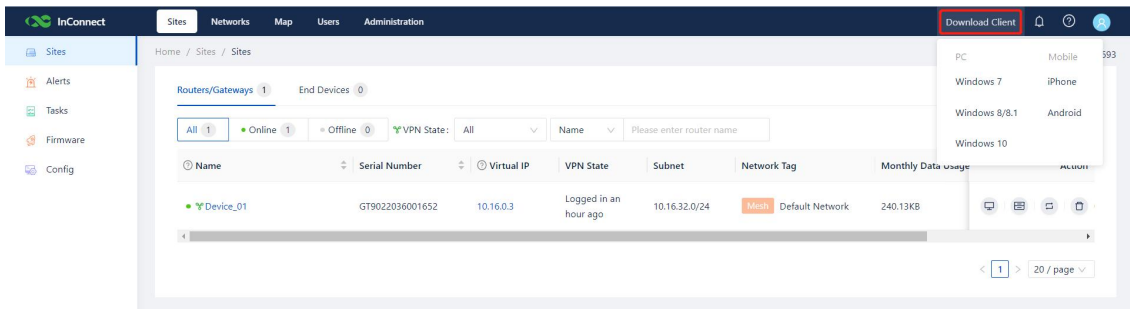 InConnect
Sites Networks Map Users Administration Download Client
Sites
Alerts
Tasks
Firmware
Config
Home / Sites / Sites
PC Mobile
Windows 7 iPhone
Windows 8/8.1 Android
Windows 10
593
Routers/Gateways 1 End Devices 0
All 1 Online 1 Offline 0 VPN State: All Name Please enter router name
Name Serial Number Virtual IP VPN State Subnet Network Tag Monthly Data Usage Action
Device_01 GT9022036001652 10.16.0.3 Logged in an hour ago 10.16.32.0/24 Mesh Default Network 240.13KB
< 1 > 20 / page